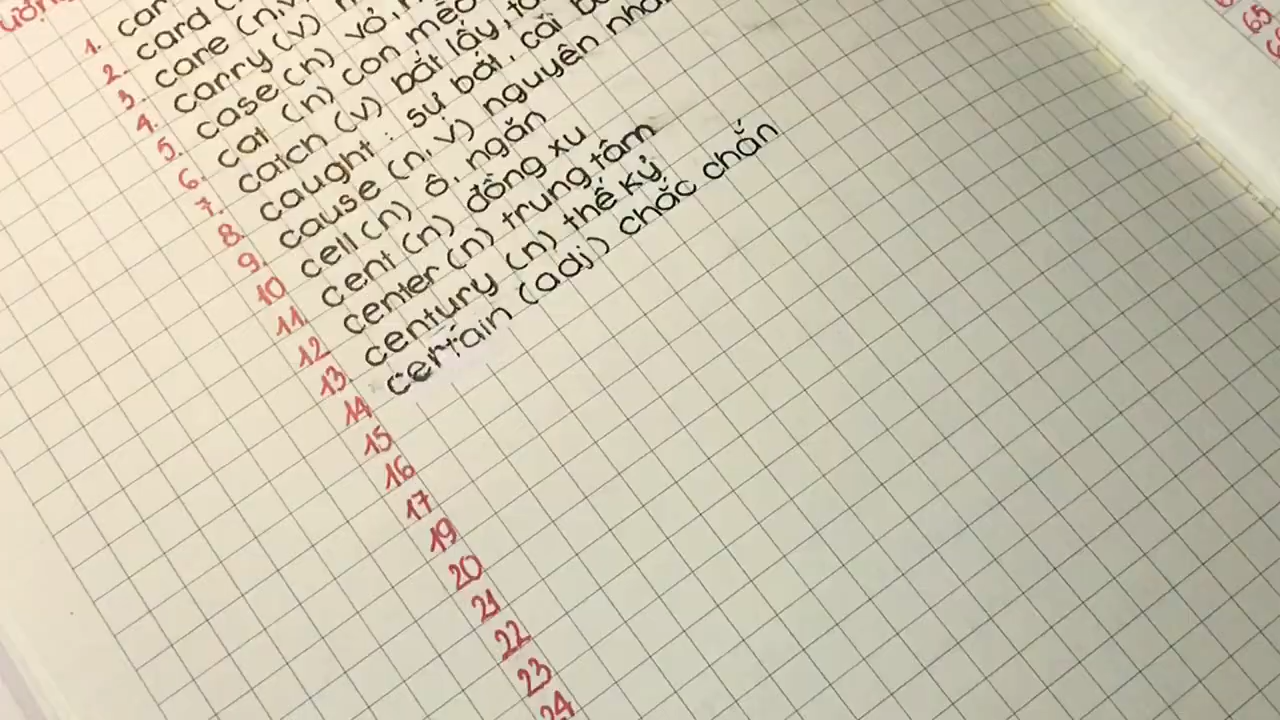 1. car
2. card
3. care (n,v
4. carry (v)
5. case (n) vỏ,
6. cat (n) con mèo
7. catch (v) bắt lấy,
8. caught : sự bắt, cái
9. cause (n, v) nguyên nhâ
10 cell (n) ô, ngăn
11. cent (n) đồng xu
12 center (n) trung tâm
13 century (n) thế kỷ
14 certain (adj) chắc chắn
15
16
17
19
20
21
22
23
24
65